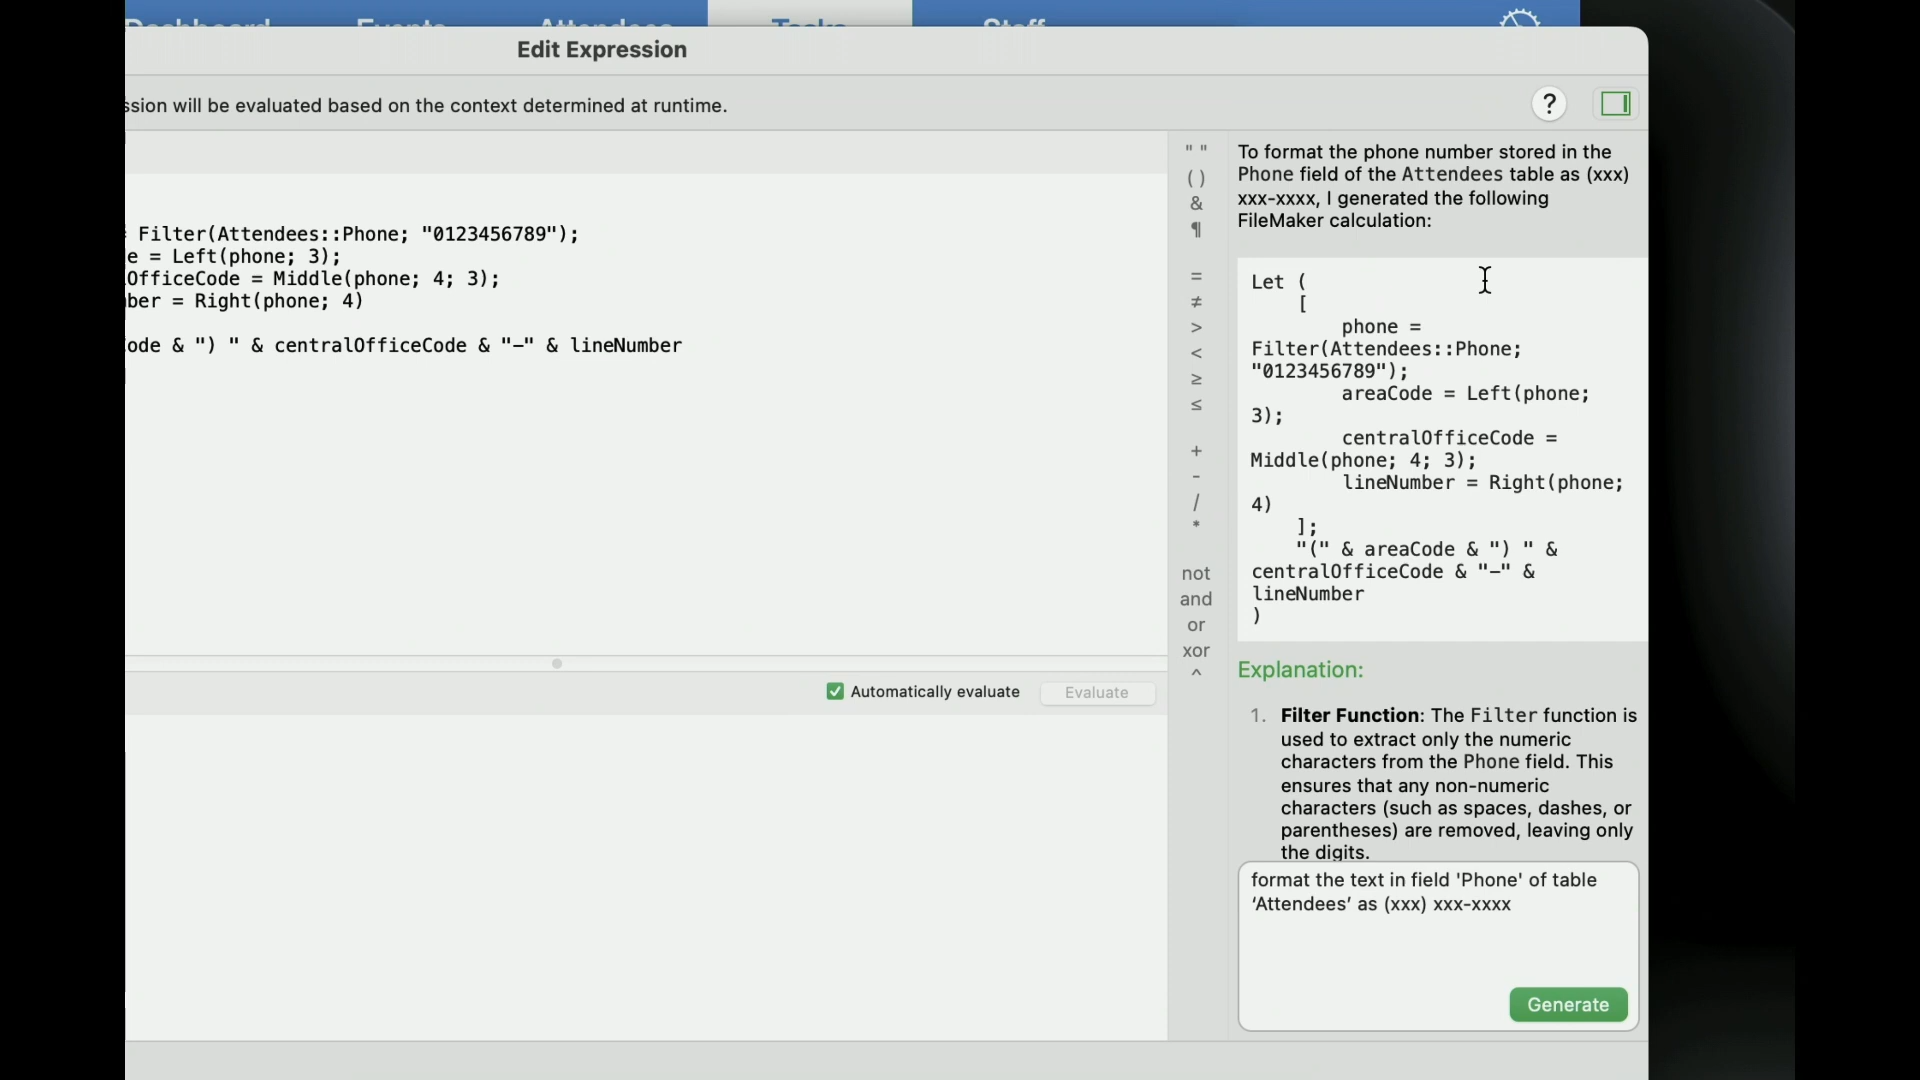 Dashboard Events Attendees Tasks Staff
Edit Expression
ssion will be evaluated based on the context determined at runtime.
?
= Filter(Attendees::Phone; "0123456789");
e = Left(phone; 3);
lOfficeCode = Middle(phone; 4; 3);
ber = Right(phone; 4)
ode & ") " & centralOfficeCode & "-" & lineNumber
Automatically evaluate Evaluate
" "
( )
&
¶
=
≠
>
<
≥
≤
+
-
/
*
not
and
or
xor
^
To format the phone number stored in the
Phone field of the Attendees table as (xxx)
xxx-xxxx, I generated the following
FileMaker calculation:
Let (
[
phone =
Filter(Attendees::Phone;
"0123456789");
areaCode = Left(phone;
3);
centralOfficeCode =
Middle(phone; 4; 3);
lineNumber = Right(phone;
4)
];
"(" & areaCode & ") " &
centralOfficeCode & "-" &
lineNumber
)
Explanation:
1. Filter Function: The Filter function is
used to extract only the numeric
characters from the Phone field. This
ensures that any non-numeric
characters (such as spaces, dashes, or
parentheses) are removed, leaving only
the digits.
format the text in field 'Phone' of table
‘Attendees’ as (xxx) xxx-xxxx
Generate